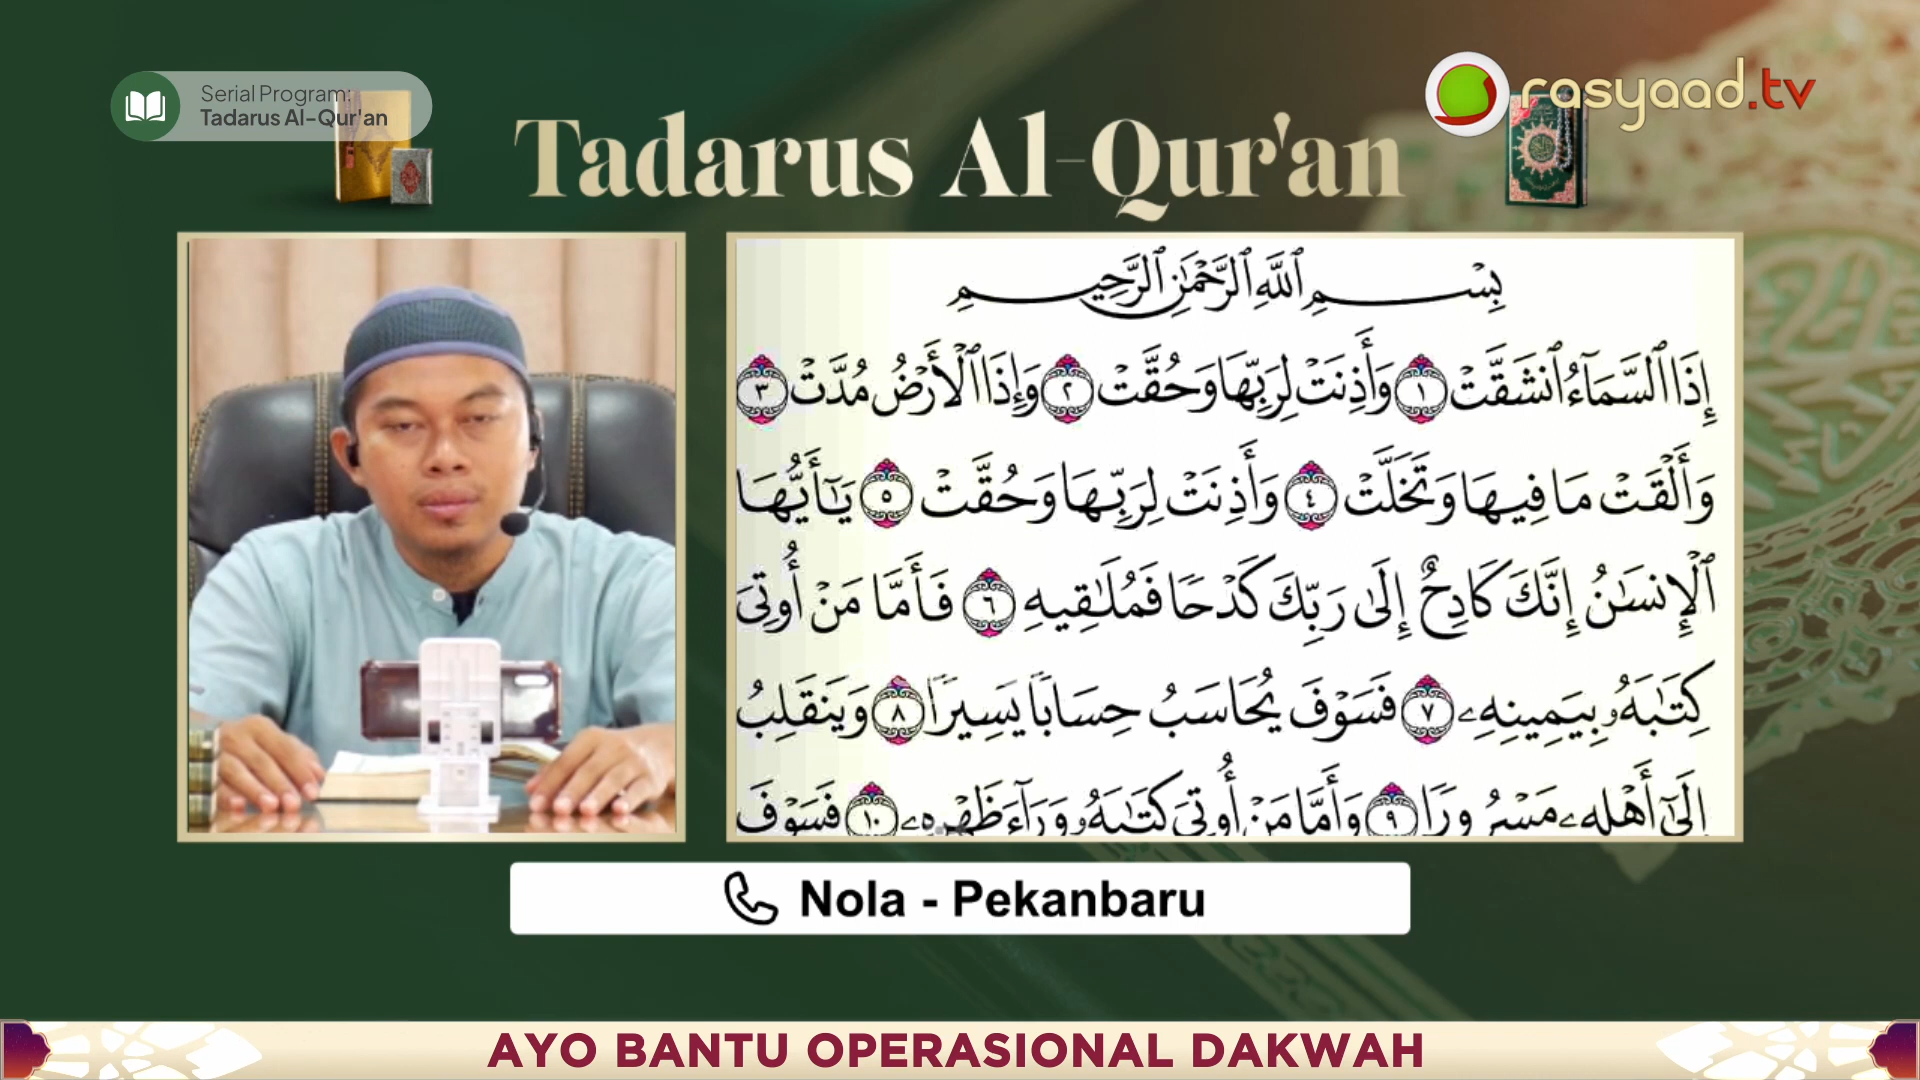 Serial Program:
Tadarus Al-Qur'an
rasyaad.tv
Tadarus Al-Qur'an
بِسْمِ ٱللَّهِ ٱلرَّحْمَٰنِ ٱلرَّحِيمِ
إِذَا ٱلسَّمَآءُ ٱنشَقَّتْ ١ وَأَذِنَتْ لِرَبِّهَا وَحُقَّتْ ٢ وَإِذَا ٱلْأَرْضُ مُدَّتْ ٣
وَأَلْقَتْ مَا فِيهَا وَتَخَلَّتْ ٤ وَأَذِنَتْ لِرَبِّهَا وَحُقَّتْ ٥ يَٰٓأَيُّهَا
ٱلْإِنسَٰنُ إِنَّكَ كَادِحٌ إِلَىٰ رَبِّكَ كَدْحًا فَمُلَٰقِيهِ ٦ فَأَمَّا مَنْ أُوتِىَ
كِتَٰبَهُۥ بِيَمِينِهِۦ ٧ فَسَوْفَ يُحَاسَبُ حِسَابًا يَسِيرًا ٨ وَيَنقَلِبُ
إِلَىٰٓ أَهْلِهِۦ مَسْرُورًا ٩ وَأَمَّا مَنْ أُوتِىَ كِتَٰبَهُۥ وَرَآءَ ظَهْرِهِۦ ١٠ فَسَوْفَ
Nola - Pekanbaru
AYO BANTU OPERASIONAL DAKWAH